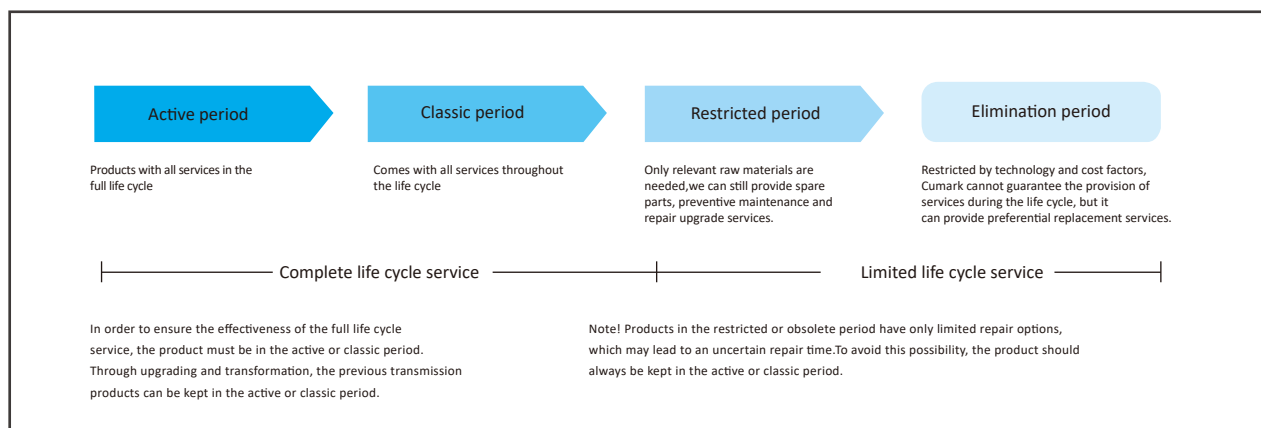 Active period
Classic period
Restricted period
Elimination period
Products with all services in the
full life cycle
Comes with all services throughout
the life cycle
Only relevant raw materials are
needed,we can still provide spare
parts, preventive maintenance and
repair upgrade services.
Restricted by technology and cost factors,
Cumark cannot guarantee the provision of
services during the life cycle, but it
can provide preferential replacement services.
Complete life cycle service
Limited life cycle service
In order to ensure the effectiveness of the full life cycle
service, the product must be in the active or classic period.
Through upgrading and transformation, the previous transmission
products can be kept in the active or classic period.
Note! Products in the restricted or obsolete period have only limited repair options,
which may lead to an uncertain repair time.To avoid this possibility, the product should
always be kept in the active or classic period.